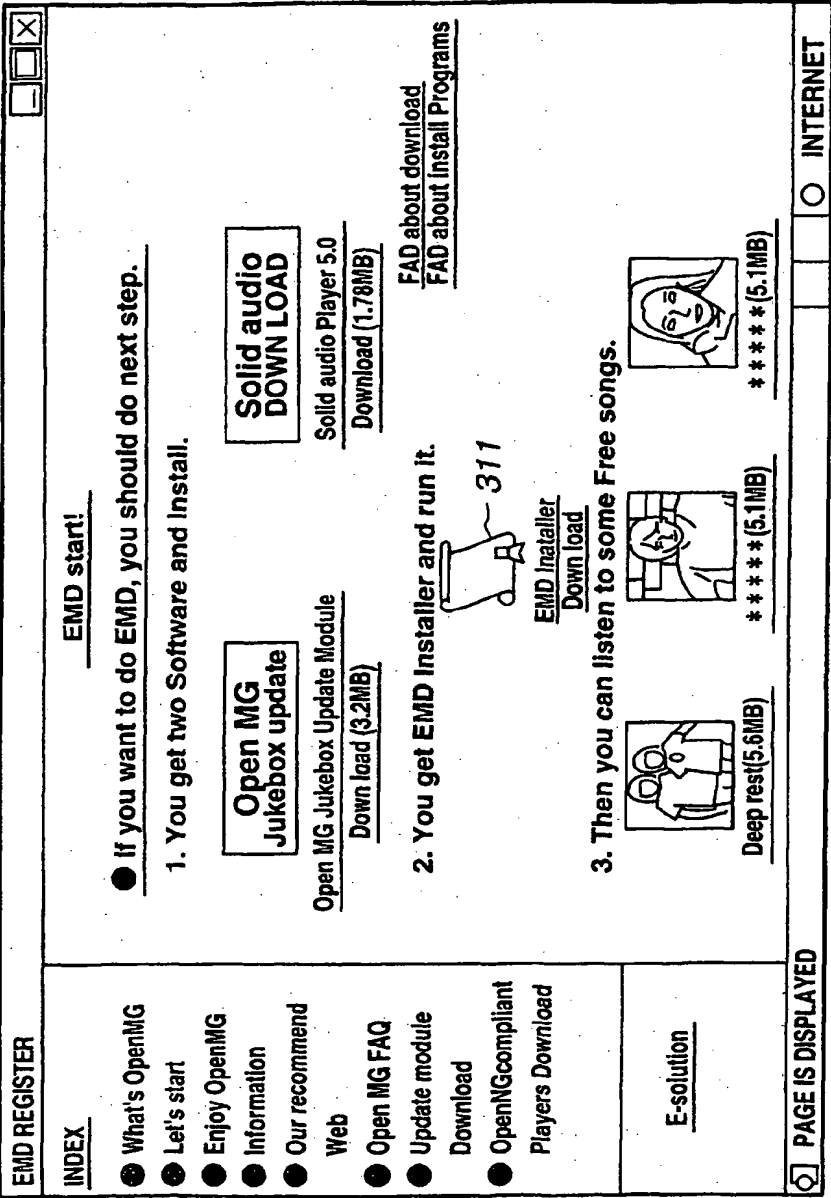 EMD REGISTER
INDEX
What's OpenMG
Let's start
Enjoy OpenMG
Information
Our recommend
Web
Open MG FAQ
Update module
Download
OpenNGcompliant
Players Download
E-solution
EMD start!
If you want to do EMD, you should do next step.
1. You get two Software and Install.
Open MG
Jukebox update
Open MG Jukebox Update Module
Down load (3.2MB)
Solid audio
DOWN LOAD
Solid audio Player 5.0
Download (1.78MB)
FAD about download
FAD about Install Programs
2. You get EMD Installer and run it.
311
EMD Inataller
Down load
3. Then you can listen to some Free songs.
Deep rest(5.6MB)
*****(5.1MB)
*****(5.1MB)
PAGE IS DISPLAYED
INTERNET